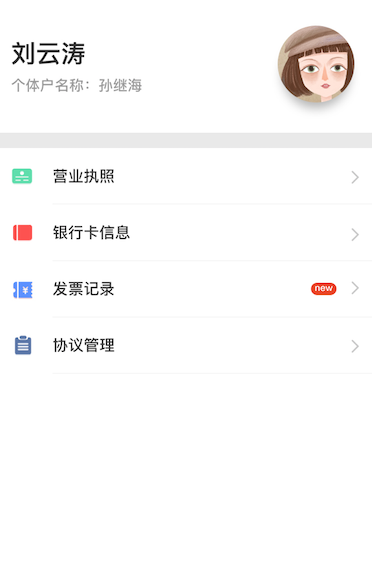 刘云涛
个体户名称：孙继海
营业执照
银行卡信息
发票记录
new
协议管理